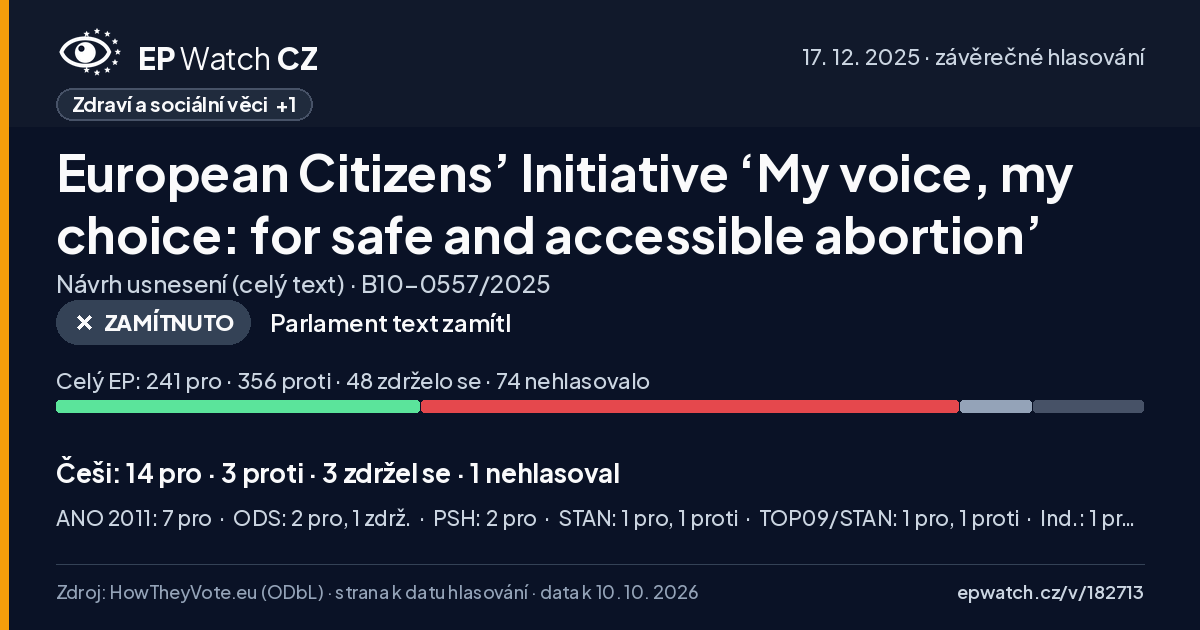 EP Watch CZ
17. 12. 2025 · závěrečné hlasování
Zdraví a sociální věci +1
European Citizens’ Initiative ‘My voice, my
choice: for safe and accessible abortion’
Návrh usnesení (celý text) · B10–0557/2025
✕ ZAMÍTNUTO Parlament text zamítl
Celý EP: 241 pro · 356 proti · 48 zdrželo se · 74 nehlasovalo
Češi: 14 pro · 3 proti · 3 zdržel se · 1 nehlasoval
ANO 2011: 7 pro · ODS: 2 pro, 1 zdrž. · PSH: 2 pro · STAN: 1 pro, 1 proti · TOP09/STAN: 1 pro, 1 proti · Ind.: 1 pr…
Zdroj: HowTheyVote.eu (ODbL) · strana k datu hlasování · data k 10. 10. 2026
epwatch.cz/v/182713